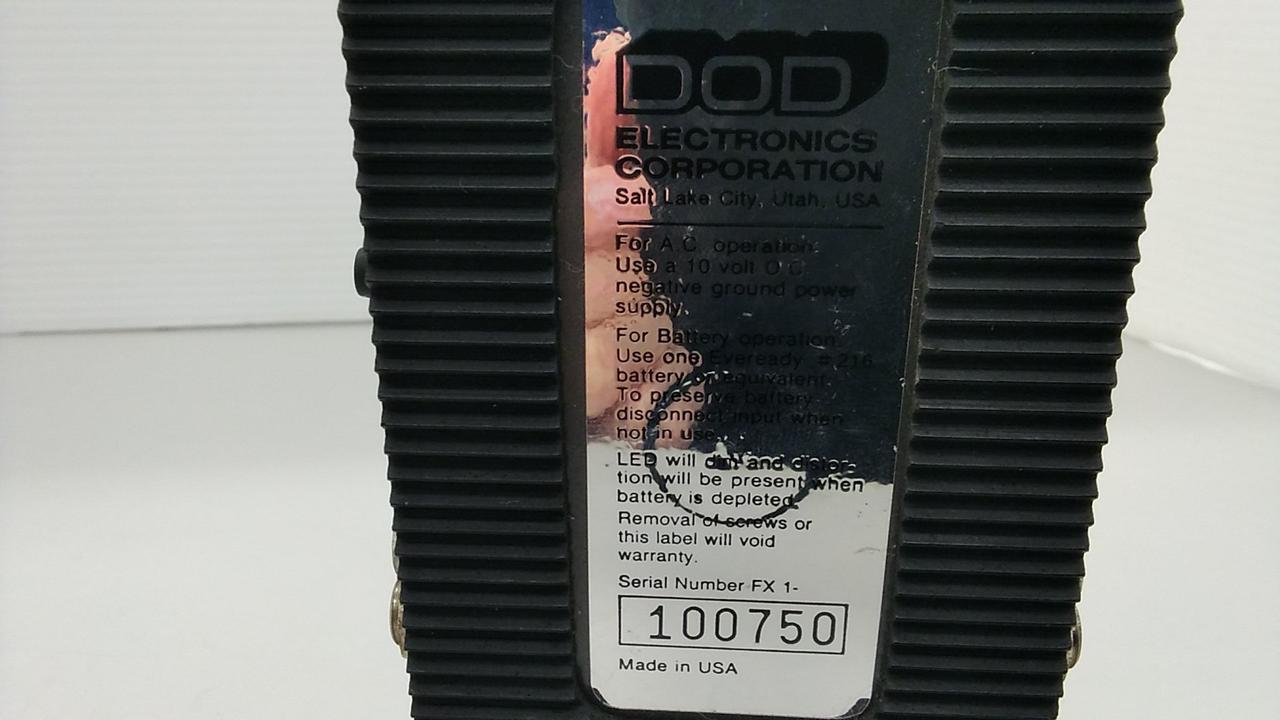 DOD
ELECTRONICS
CORPORATION
Salt Lake City, Utah, USA
For A.C. operation:
Use a 10 volt D.C.
negative ground power
supply.
For Battery operation:
Use one Eveready #216
battery or equivalent.
To preserve battery
disconnect input when
not in use.
LED will dim and distor-
tion will be present when
battery is depleted.
Removal of screws or
this label will void
warranty.
Serial Number FX 1-
100750
Made in USA